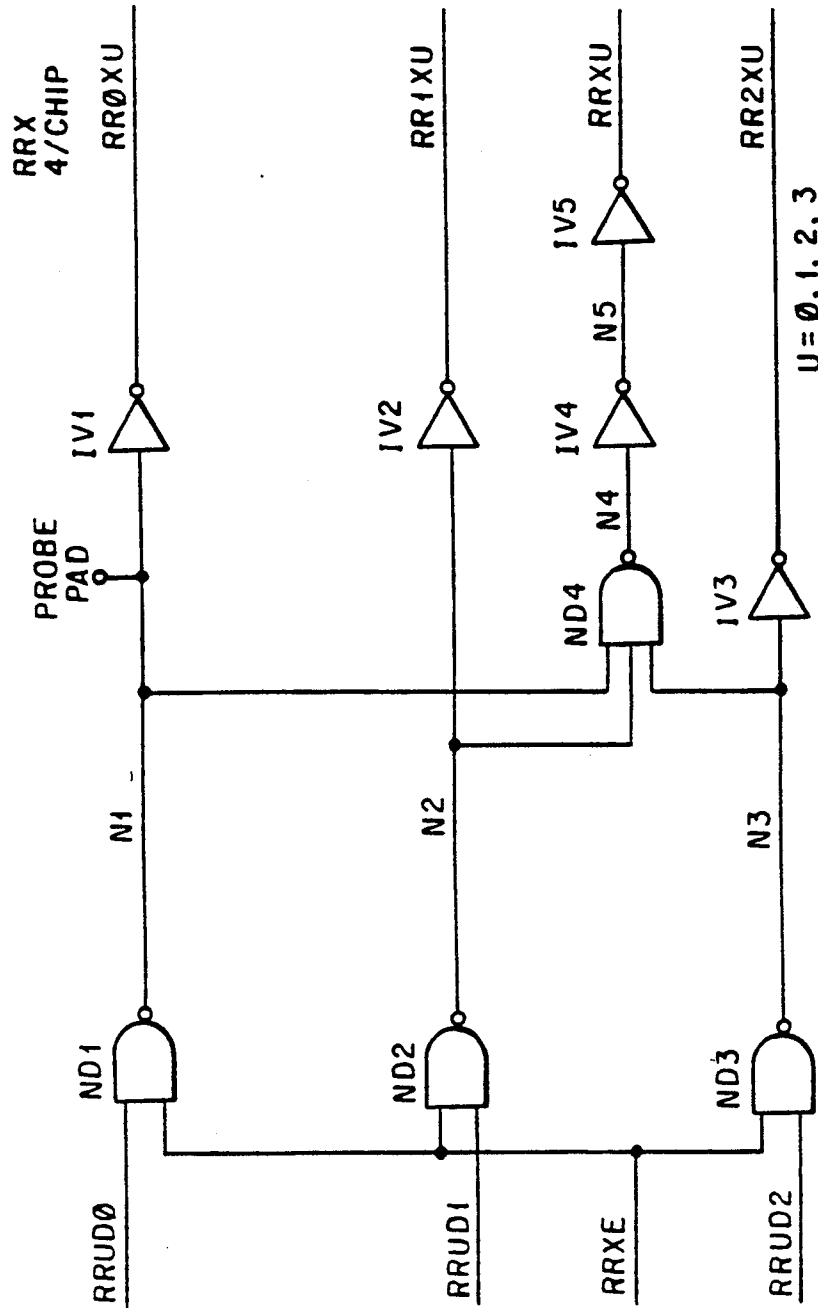 RRX
4/CHIP
RRØXU
PROBE
PAD
IV1
N1
ND1
RRUDØ
RR1XU
IV2
N2
ND2
RRUD1
RRXU
IV5
N5
IV4
N4
ND4
RRXE
RR2XU
IV3
N3
ND3
RRUD2
U=Ø,1,2,3